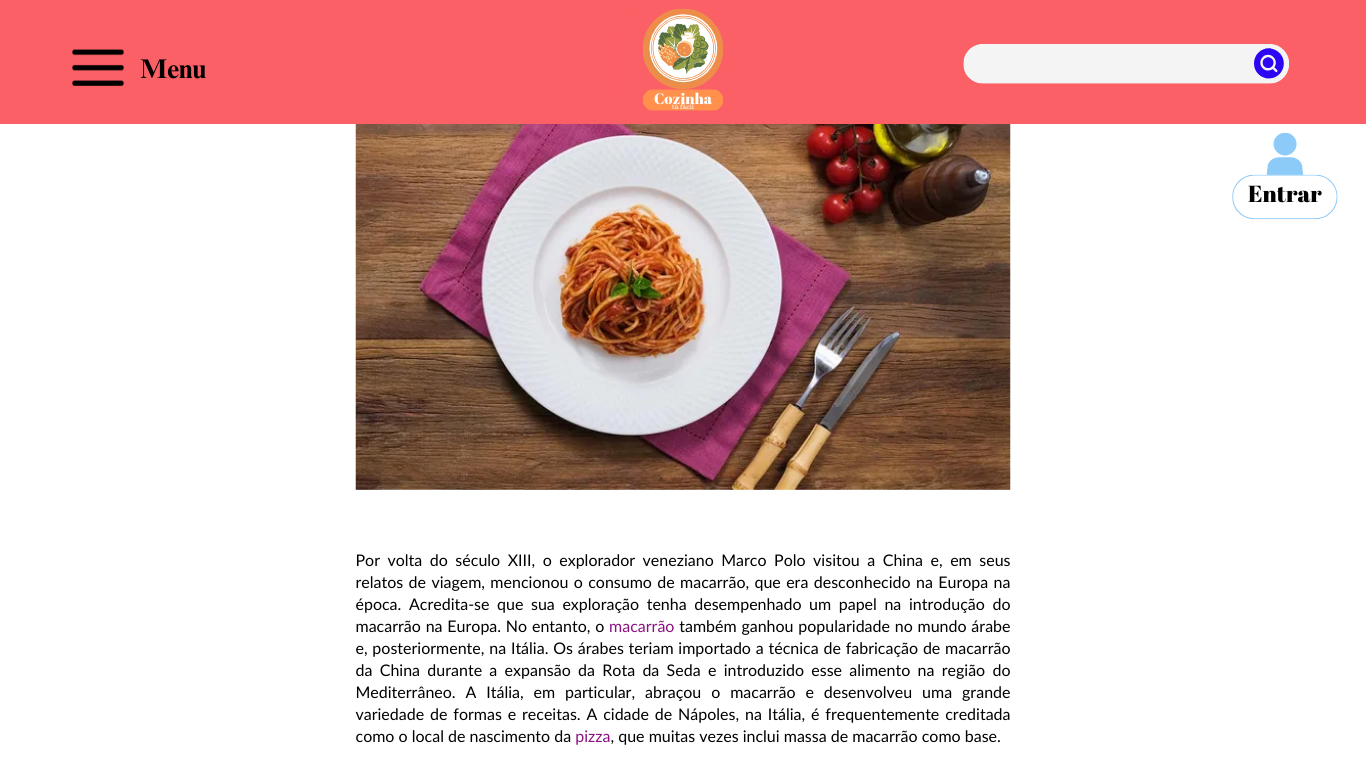 Menu
Cozinha
Entrar
Por volta do século XIII, o explorador veneziano Marco Polo visitou a China e, em seus
relatos de viagem, mencionou o consumo de macarrão, que era desconhecido na Europa na
época. Acredita-se que sua exploração tenha desempenhado um papel na introdução do
macarrão na Europa. No entanto, o macarrão também ganhou popularidade no mundo árabe
e, posteriormente, na Itália. Os árabes teriam importado a técnica de fabricação de macarrão
da China durante a expansão da Rota da Seda e introduzido esse alimento na região do
Mediterrâneo. A Itália, em particular, abraçou o macarrão e desenvolveu uma grande
variedade de formas e receitas. A cidade de Nápoles, na Itália, é frequentemente creditada
como o local de nascimento da pizza, que muitas vezes inclui massa de macarrão como base.